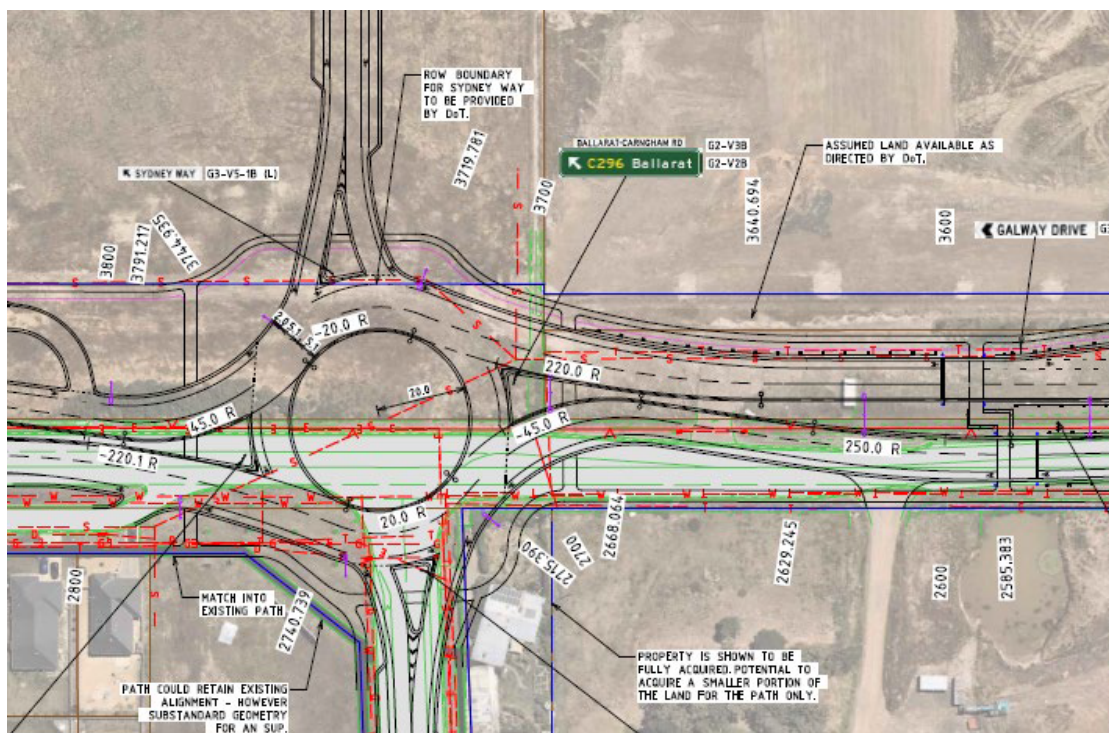 ROW BOUNDARY
FOR SYDNEY WAY
TO BE PROVIDED
BY DoT.
BALLARAT-CARNGHAM RD
G2-V3B
C296 Ballarat
G2-V2B
ASSUMED LAND AVAILABLE AS
DIRECTED BY DoT.
SYDNEY WAY
G3-V5-1B (L)
GALWAY DRIVE
G3
3719.781
3700
3640.694
3600
3800
3791.217
3744.935
-20.0 R
20.0
220.0 R
45.0 R
-45.0 R
250.0 R
-220.1 R
20.0 R
2800
2740.739
2715.390
2700
2668.064
2629.245
2600
2585.383
MATCH INTO
EXISTING PATH
PATH COULD RETAIN EXISTING
ALIGNMENT - HOWEVER
SUBSTANDARD GEOMETRY
FOR AN SUP.
PROPERTY IS SHOWN TO BE
FULLY ACQUIRED. POTENTIAL TO
ACQUIRE A SMALLER PORTION OF
THE LAND FOR THE PATH ONLY.